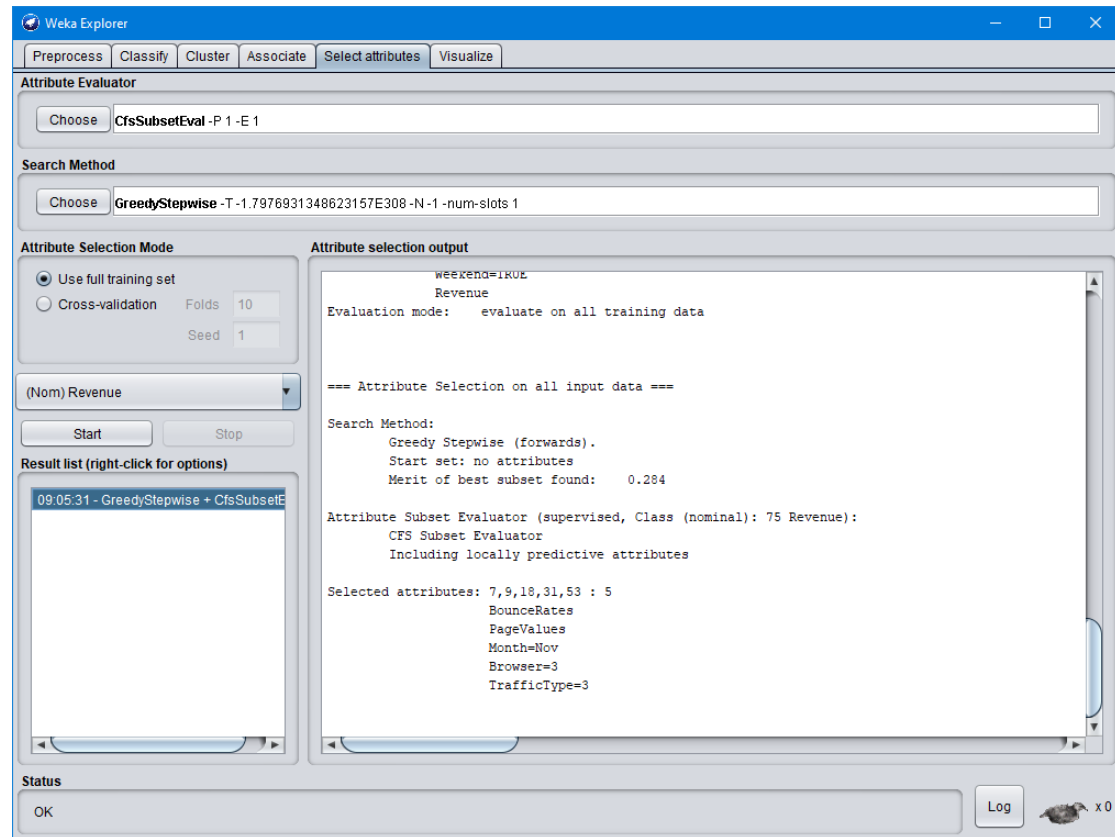 Weka Explorer
Preprocess Classify Cluster Associate Select attributes Visualize
Attribute Evaluator
Choose CfsSubsetEval -P 1 -E 1
Search Method
Choose GreedyStepwise -T -1.7976931348623157E308 -N -1 -num-slots 1
Attribute Selection Mode
Use full training set
Cross-validation Folds 10
Seed 1
(Nom) Revenue
Start Stop
Result list (right-click for options)
09:05:31 - GreedyStepwise + CfsSubsetE
Attribute selection output
Weekend=TRUE
Revenue
Evaluation mode: evaluate on all training data
=== Attribute Selection on all input data ===
Search Method:
Greedy Stepwise (forwards).
Start set: no attributes
Merit of best subset found: 0.284
Attribute Subset Evaluator (supervised, Class (nominal): 75 Revenue):
CFS Subset Evaluator
Including locally predictive attributes
Selected attributes: 7,9,18,31,53 : 5
BounceRates
PageValues
Month=Nov
Browser=3
TrafficType=3
Status
OK
Log x 0